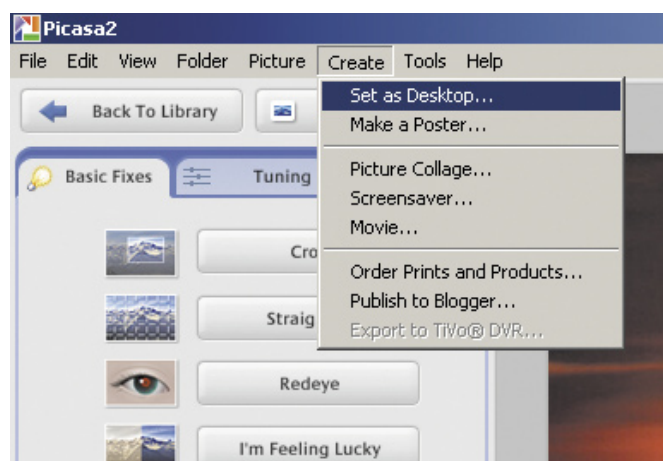 Picasa2
File Edit View Folder Picture Create Tools Help
Back To Library
Set as Desktop...
Make a Poster...
Picture Collage...
Screensaver...
Movie...
Order Prints and Products...
Publish to Blogger...
Export to TiVo® DVR...
Basic Fixes Tuning
Cro
Straig
Redeye
I'm Feeling Lucky